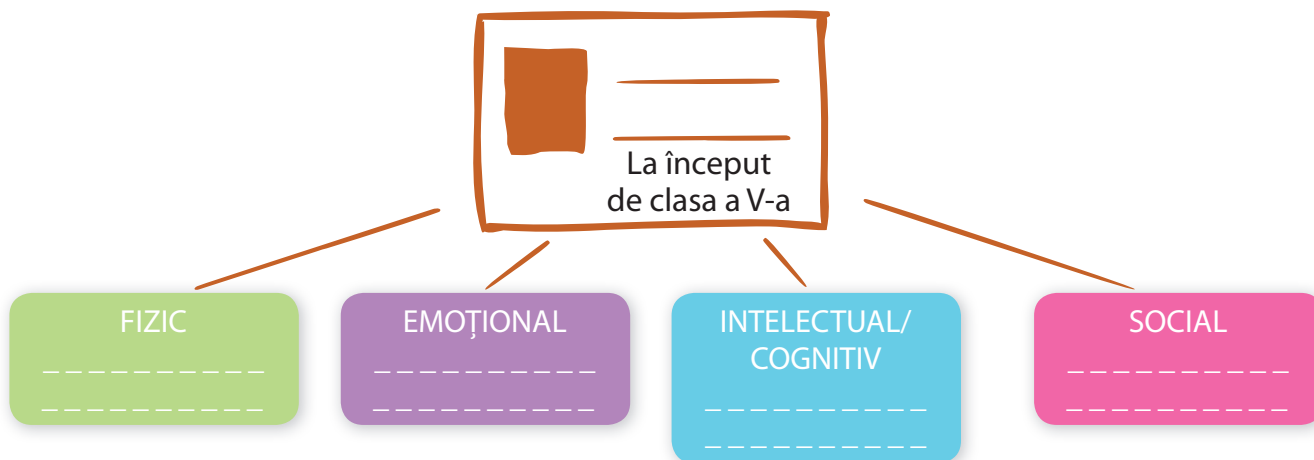 La început
de clasa a V-a
FIZIC
_ _ _ _ _ _ _ _ _ _
_ _ _ _ _ _ _ _ _ _
EMOȚIONAL
_ _ _ _ _ _ _ _ _ _
_ _ _ _ _ _ _ _ _ _
INTELECTUAL/
COGNITIV
_ _ _ _ _ _ _ _ _ _
_ _ _ _ _ _ _ _ _ _
SOCIAL
_ _ _ _ _ _ _ _ _ _
_ _ _ _ _ _ _ _ _ _